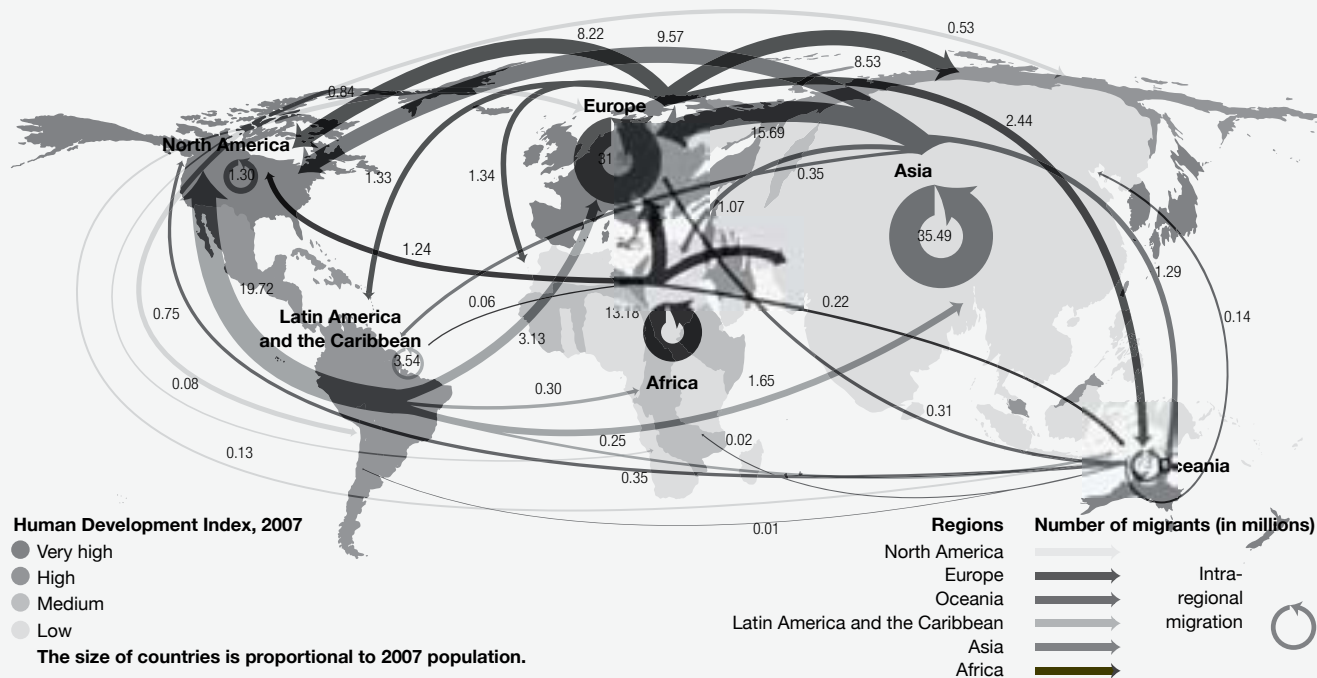 0.53
8.22
9.57
8.53
0.84
Europe
2.44
North America
15.69
31
1.30
1.33
1.34
0.35
Asia
1.07
35.49
1.24
1.29
19.72
0.06
0.22
0.75
Latin America
and the Caribbean
13.18
0.14
3.13
3.54
Africa
0.08
0.30
1.65
0.31
0.25
0.02
0.13
0.35
Oceania
0.01
Human Development Index, 2007
Very high
High
Medium
Low
The size of countries is proportional to 2007 population.
Regions
Number of migrants (in millions)
North America
Europe
Oceania
Latin America and the Caribbean
Asia
Africa
Intra-
regional
migration